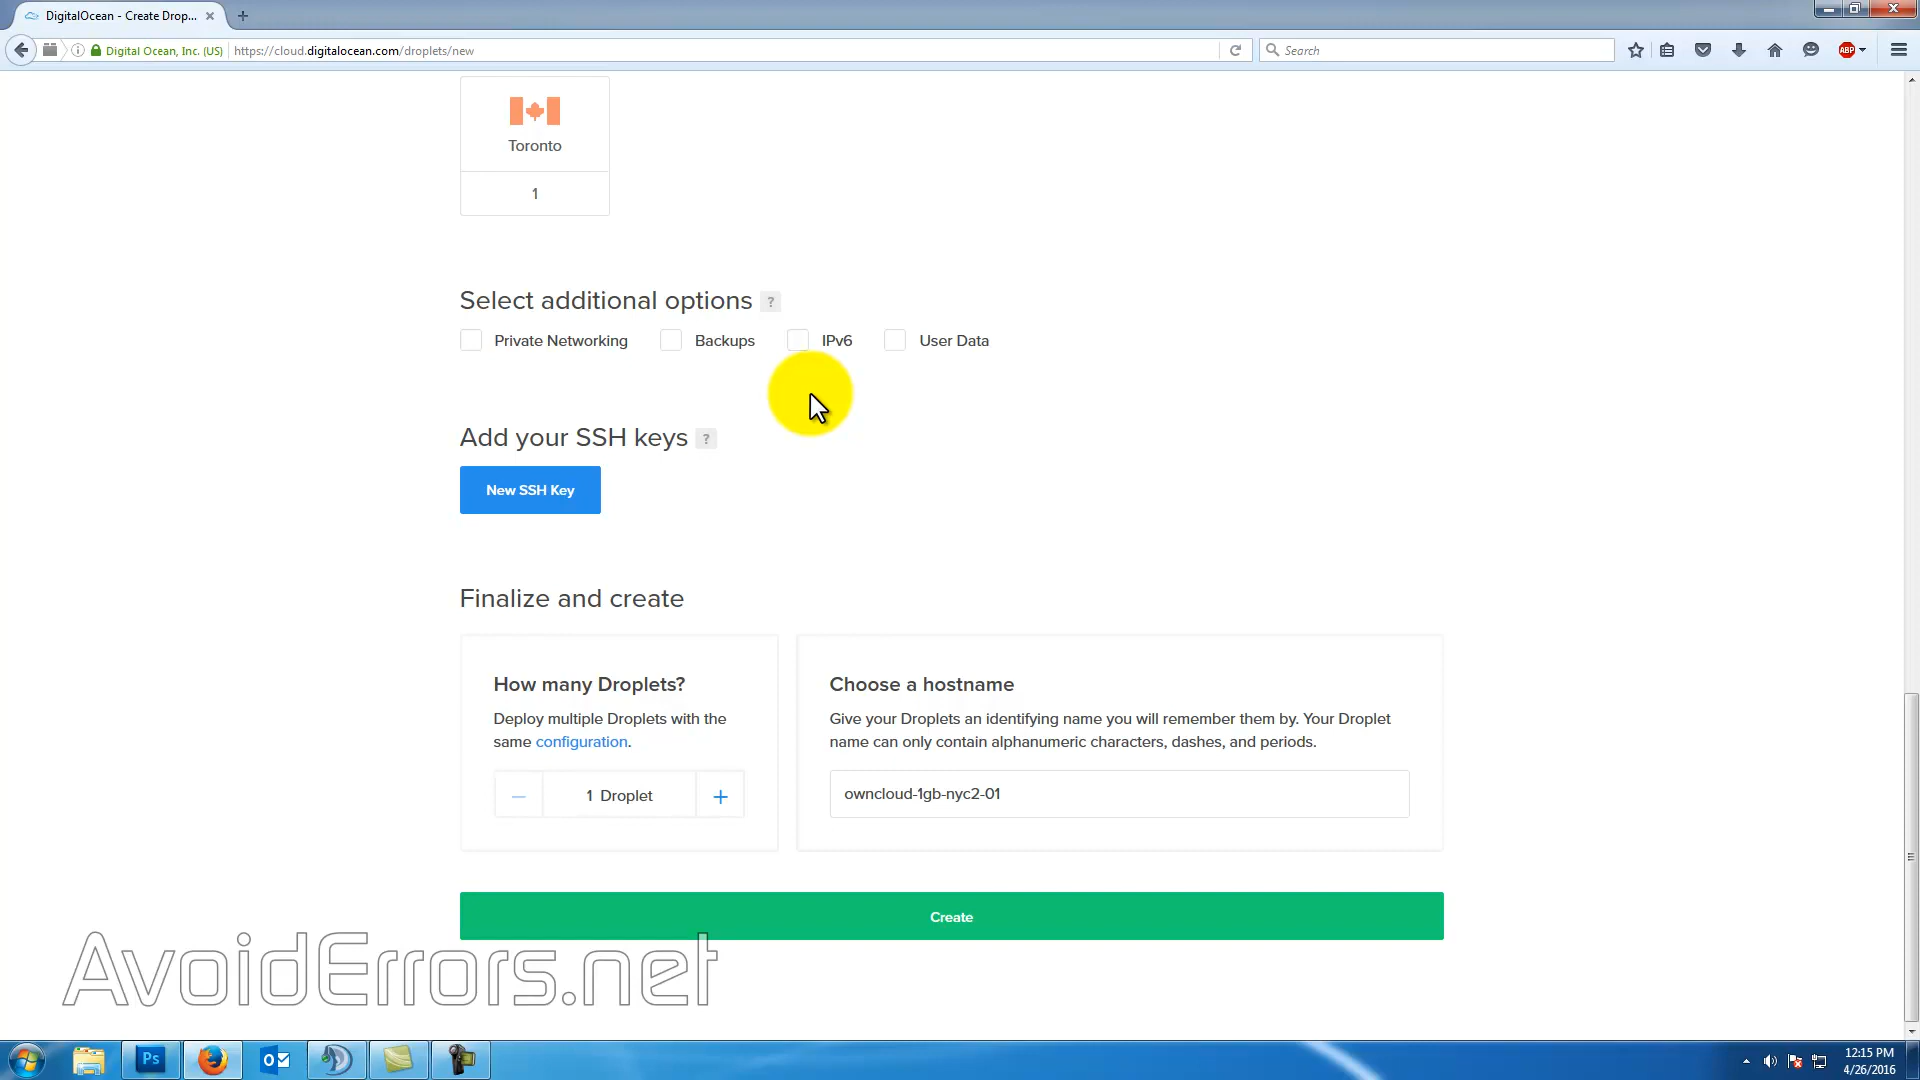 DigitalOcean - Create Drop...
Digital Ocean, Inc. (US)
https://cloud.digitalocean.com/droplets/new
Search
ABP
Toronto
1
Select additional options ?
Private Networking
Backups
IPv6
User Data
Add your SSH keys ?
New SSH Key
Finalize and create
How many Droplets?
Deploy multiple Droplets with the
same configuration.
1 Droplet
Choose a hostname
Give your Droplets an identifying name you will remember them by. Your Droplet
name can only contain alphanumeric characters, dashes, and periods.
owncloud-1gb-nyc2-01
Create
AvoidErrors.net
Ps
12:15 PM
4/26/2016